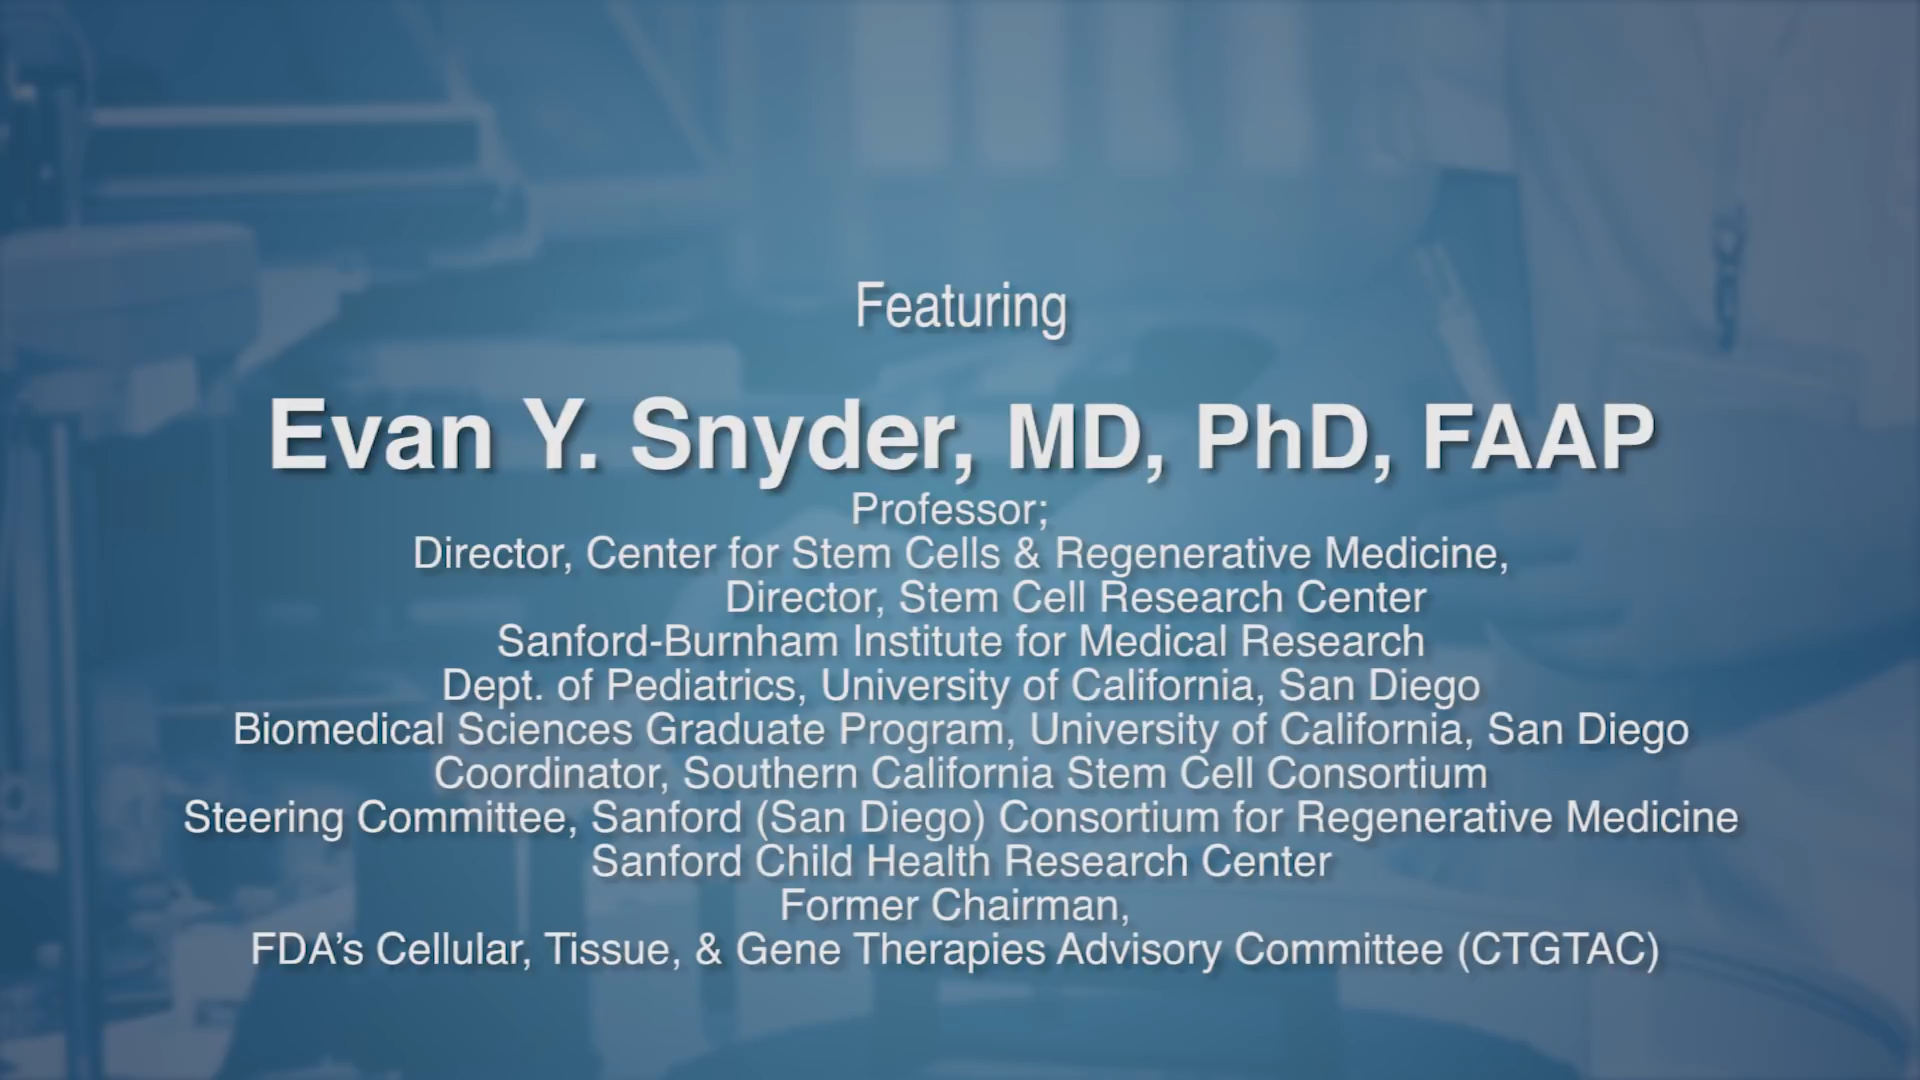 Featuring
Evan Y. Snyder, MD, PhD, FAAP
Professor;
Director, Center for Stem Cells & Regenerative Medicine,
Director, Stem Cell Research Center
Sanford-Burnham Institute for Medical Research
Dept. of Pediatrics, University of California, San Diego
Biomedical Sciences Graduate Program, University of California, San Diego
Coordinator, Southern California Stem Cell Consortium
Steering Committee, Sanford (San Diego) Consortium for Regenerative Medicine
Sanford Child Health Research Center
Former Chairman,
FDA’s Cellular, Tissue, & Gene Therapies Advisory Committee (CTGTAC)